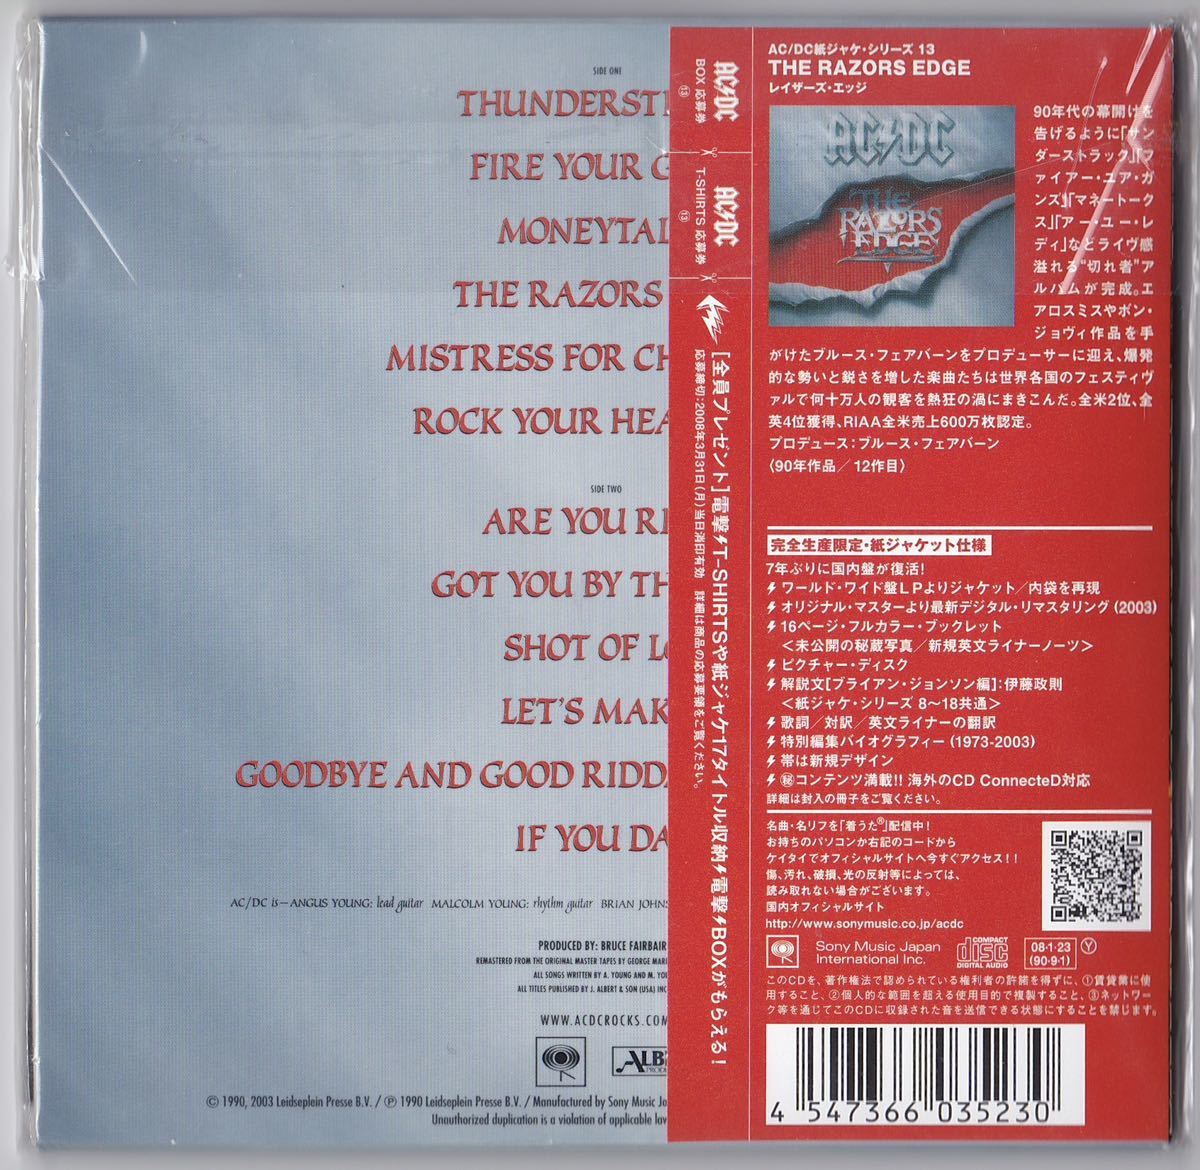 SIDE ONE
THUNDERST
FIRE YOUR G
MONEYTAL
THE RAZORS
MISTRESS FOR CH
ROCK YOUR HEA
SIDE TWO
ARE YOU RE
GOT YOU BY TH
SHOT OF LO
LET'S MAK
GOODBYE AND GOOD RIDDA
IF YOU DA
AC/DC is—ANGUS YOUNG: lead guitar MALCOLM YOUNG: rhythm guitar BRIAN JOHNS
PRODUCED BY: BRUCE FAIRBAIR
REMASTERED FROM THE ORIGINAL MASTER TAPES BY GEORGE MARI
ALL SONGS WRITTEN BY A. YOUNG AND M. YOU
ALL TITLES PUBLISHED BY J. ALBERT & SON (USA) INC
WWW.ACDCROCKS.COM
ALB
PRODU
© 1990, 2003 Leidseplein Presse B.V. / ℗ 1990 Leidseplein Presse B.V. / Manufactured by Sony Music Ja
Unauthorized duplication is a violation of applicable law
AC/DC
BOX 応募券
⑬
AC/DC
T-SHIRTS 応募券
⑬
[全員プレゼント]電撃T-SHIRTSや紙ジャケ17タイトル収納電撃BOXがもらえる!
応募締切:2008年3月31日(月)当日消印有効 詳細は商品の応募要領をご覧ください。
AC/DC紙ジャケ・シリーズ 13
THE RAZORS EDGE
レイザーズ・エッジ
AC/DC
THE
RAZORS
EDGE
90年代の幕開けを
告げるように「サン
ダーストラック」「フ
ァイアー・ユア・ガ
ンズ」「マネートーク
ス」「アー・ユー・レ
ディ」などライヴ感
溢れる“切れ者”ア
ルバムが完成。エ
アロスミスやボン・
ジョヴィ作品を手
がけたブルース・フェアバーンをプロデューサーに迎え、爆発
的な勢いと鋭さを増した楽曲たちは世界各国のフェスティヴ
ァルで何十万人の観客を熱狂の渦にまきこんだ。全米2位、全
英4位獲得、RIAA全米売上600万枚認定。
プロデュース:ブルース・フェアバーン
〈90年作品／12作目〉
完全生産限定・紙ジャケット仕様
7年ぶりに国内盤が復活!
ワールド・ワイド盤LPよりジャケット／内袋を再現
オリジナル・マスターより最新デジタル・リマスタリング (2003)
16ページ・フルカラー・ブックレット
<未公開の秘蔵写真／新規英文ライナーノーツ>
ピクチャー・ディスク
解説文[ブライアン・ジョンソン編]:伊藤政則
<紙ジャケ・シリーズ 8～18共通>
歌詞／対訳／英文ライナーの翻訳
特別編集バイオグラフィー (1973-2003)
帯は新規デザイン
㊙コンテンツ満載!! 海外のCD ConnecteD対応
詳細は封入の冊子をご覧ください。
名曲・名リフを「着うた®」配信中!
お持ちのパソコンか右記のコードから
ケイタイでオフィシャルサイトへ今すぐアクセス!!
傷、汚れ、破損、光の反射等によっては、
読み取れない場合がございます。
国内オフィシャルサイト
http://www.sonymusic.co.jp/acdc
Sony Music Japan
International Inc.
COMPACT
disc
DIGITAL AUDIO
08・1・23
(90・9・1)
Ⓨ
このCDを、著作権法で認められている権利者の許諾を得ずに、①賃貸業に使
用すること、②個人的な範囲を超える使用目的で複製すること、③ネットワー
ク等を通じてこのCDに収録された音を送信できる状態にすることを禁じます。
4 547366 035230